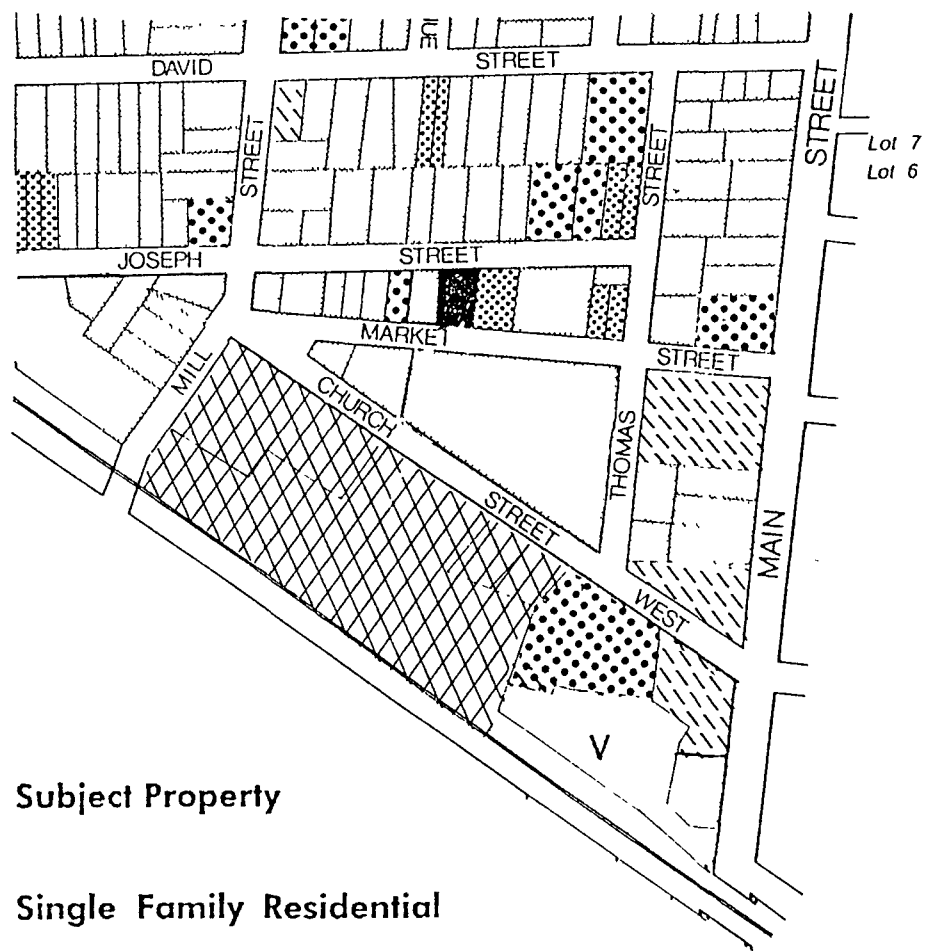 UE
DAVID STREET
STREET
Lot 7
Lot 6
STREET
STREET
JOSEPH STREET
MARKET STREET
MILL
CHURCH STREET WEST
THOMAS
MAIN
V
Subject Property
Single Family Residential